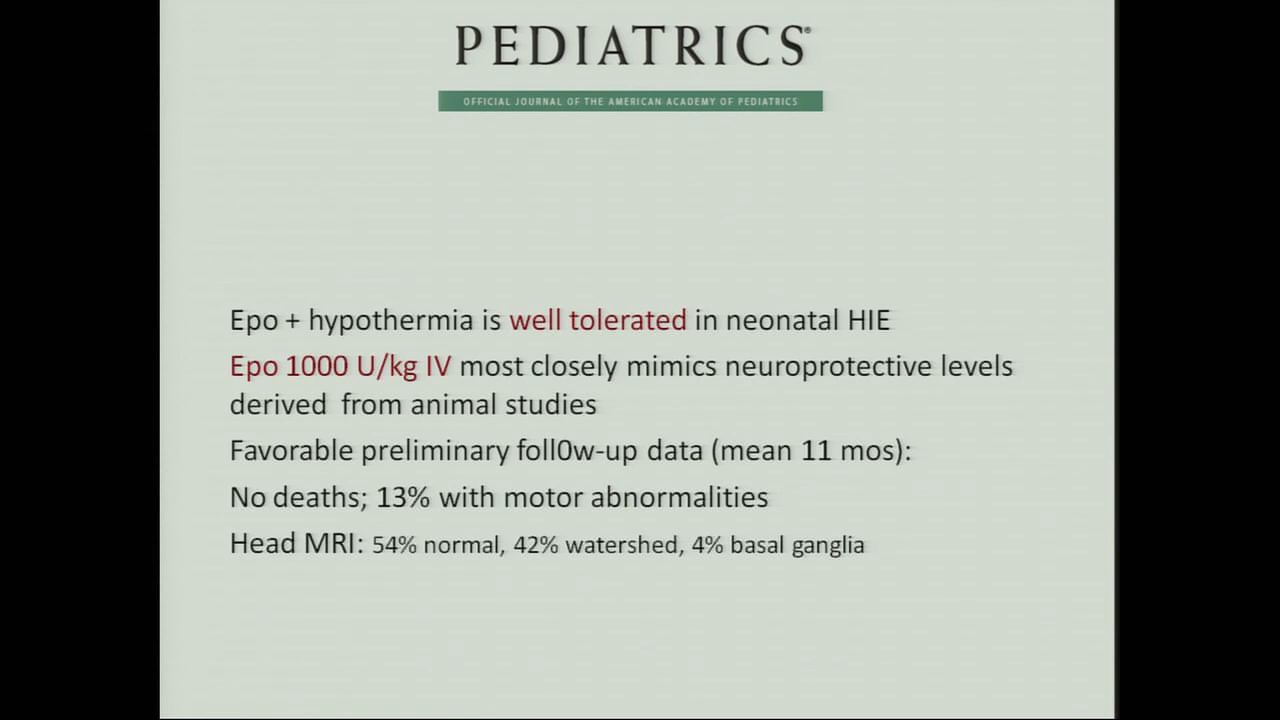 PEDIATRICS®
OFFICIAL JOURNAL OF THE AMERICAN ACADEMY OF PEDIATRICS
Epo + hypothermia is well tolerated in neonatal HIE
Epo 1000 U/kg IV most closely mimics neuroprotective levels
derived from animal studies
Favorable preliminary foll0w-up data (mean 11 mos):
No deaths; 13% with motor abnormalities
Head MRI: 54% normal, 42% watershed, 4% basal ganglia